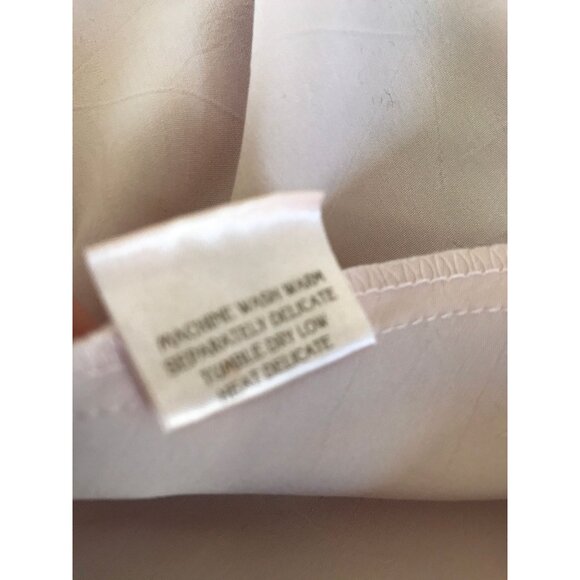 MACHINE WASH WARM
SEPARATELY DELICATE
TUMBLE DRY LOW
HEAT DELICATE